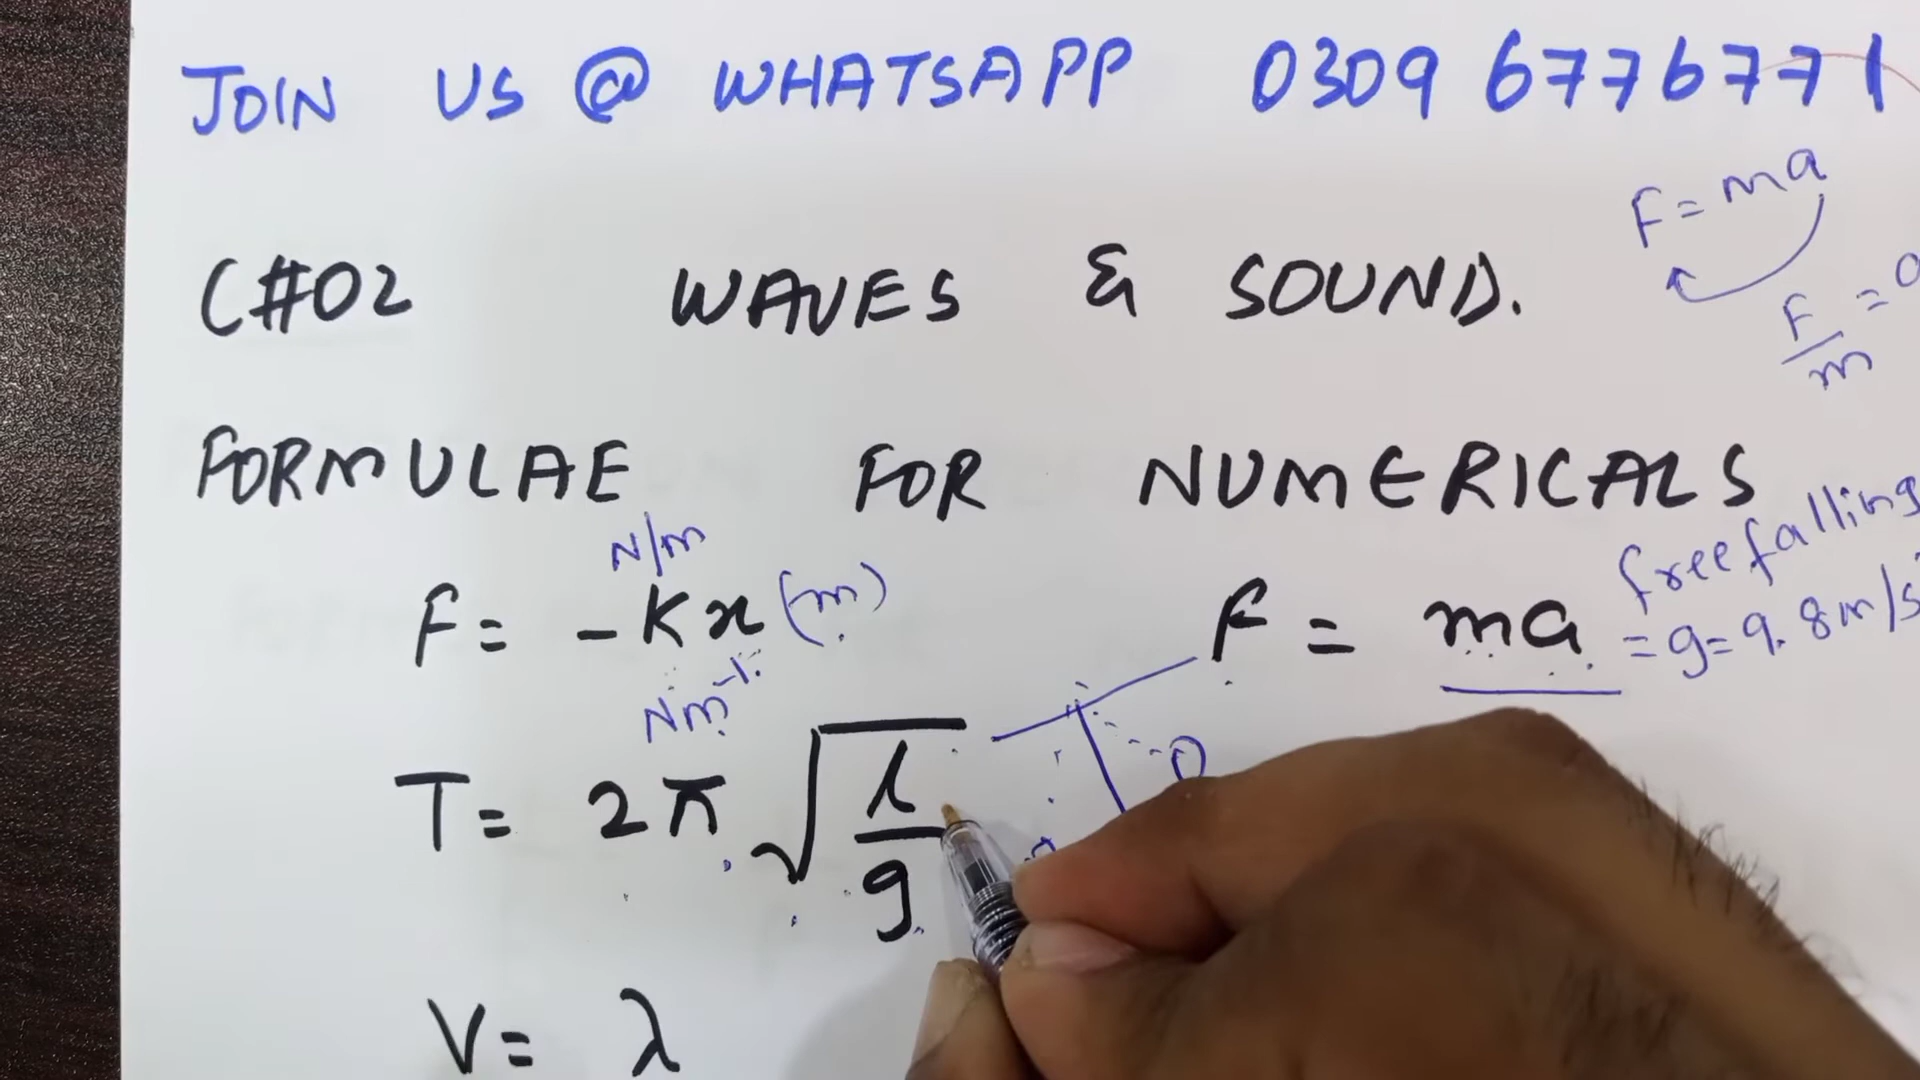 JOIN US @ WHATSAPP 0309 6776771
F = ma
F/m = a
C#02 WAVES & SOUND.
FORMULAE FOR NUMERICALS
N/m
F = -Kx (m)
Nm⁻¹
F = ma
free falling
= g = 9.8 m/s
T = 2π √(l/g)
O
V = λ